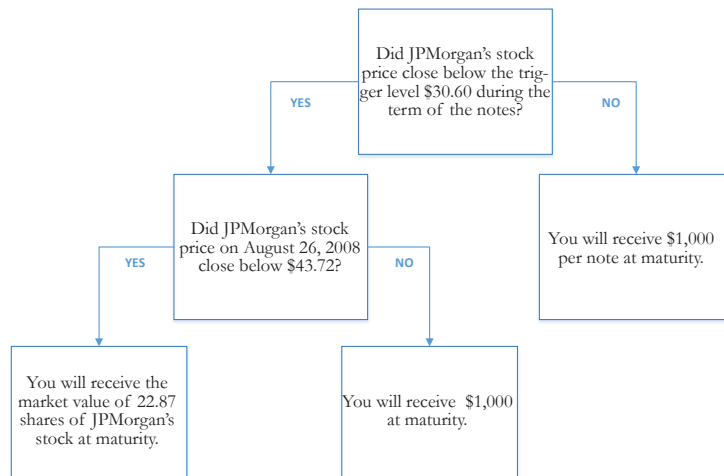 Did JPMorgan's stock
price close below the trig-
ger level $30.60 during the
term of the notes?
YES
NO
Did JPMorgan's stock
price on August 26, 2008
close below $43.72?
You will receive $1,000
per note at maturity.
YES
NO
You will receive the
market value of 22.87
shares of JPMorgan's
stock at maturity.
You will receive $1,000
at maturity.